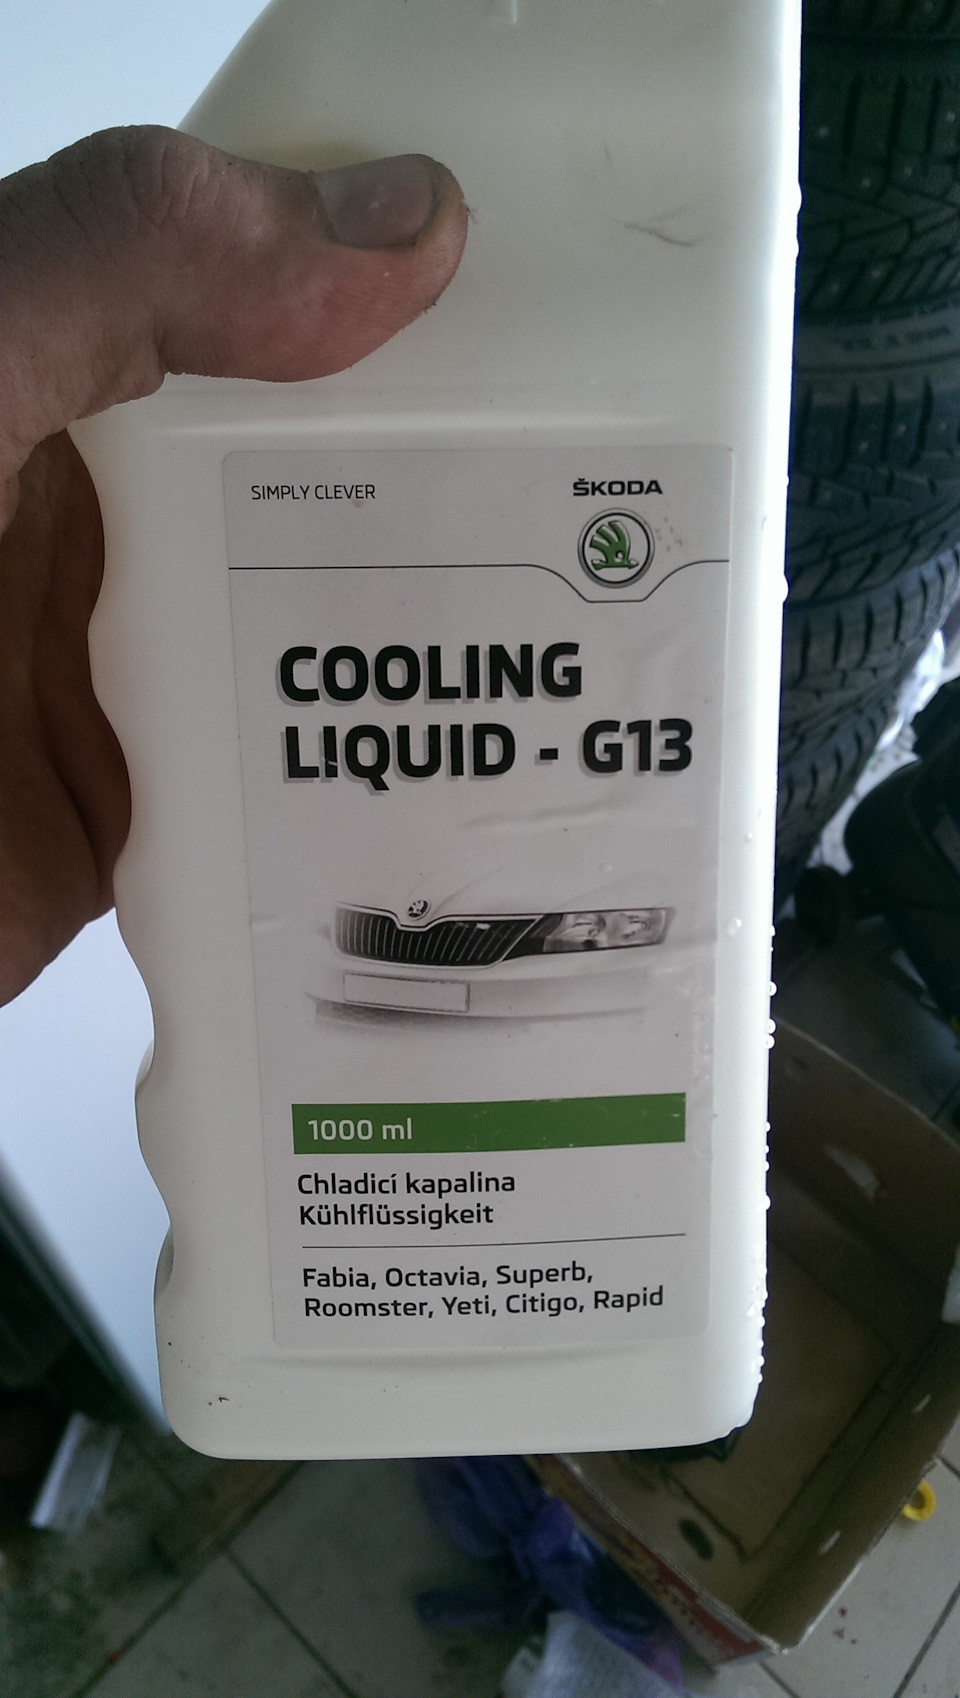 SIMPLY CLEVER
ŠKODA
COOLING
LIQUID - G13
1000 ml
Chladicí kapalina
Kühlflüssigkeit
Fabia, Octavia, Superb,
Roomster, Yeti, Citigo, Rapid